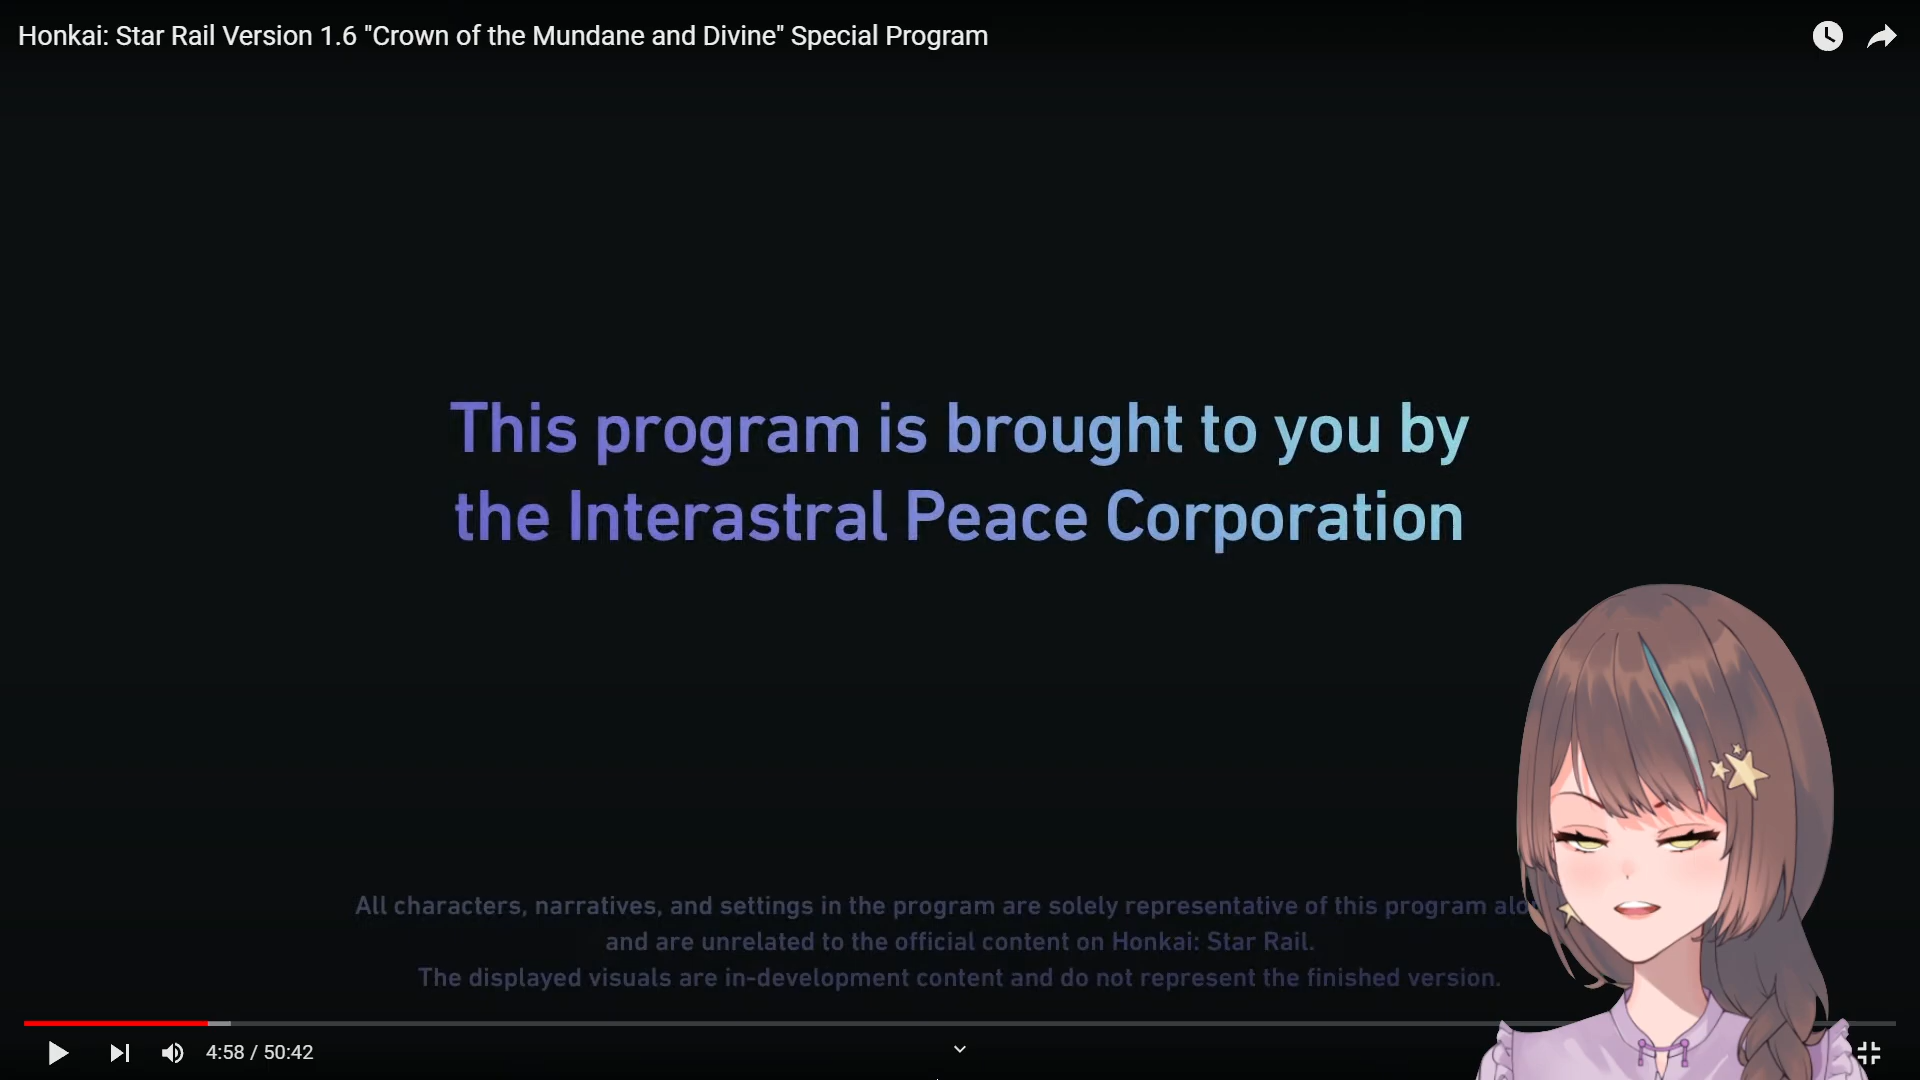 Honkai: Star Rail Version 1.6 "Crown of the Mundane and Divine" Special Program
This program is brought to you by
the Interastral Peace Corporation
All characters, narratives, and settings in the program are solely representative of this program
and are unrelated to the official content on Honkai: Star Rail.
The displayed visuals are in-development content and do not represent the finished version.
4:58 / 50:42